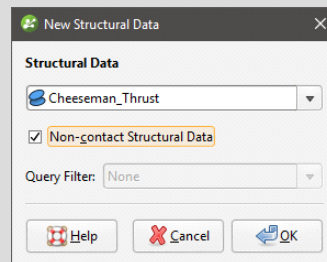 New Structural Data
Structural Data
Cheeseman_Thrust
Non-contact Structural Data
Query Filter: None
Help Cancel OK